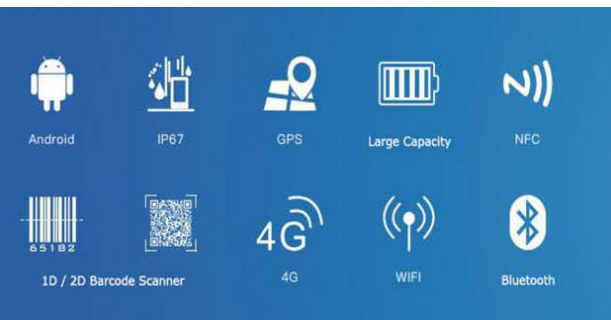 Android
IP67
GPS
Large Capacity
NFC
65182
4G
1D / 2D Barcode Scanner
4G
WIFI
Bluetooth